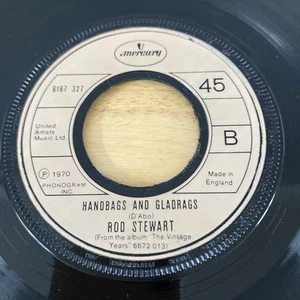 mercury
6167 327
45
United
Artists
Music Ltd.
B
℗ 1970
PHONOGRAM
INC.
Made in
England
HANDBAGS AND GLADRAGS
(D'Abo)
ROD STEWART
(From the album "The Vintage
Years" 6672 013)